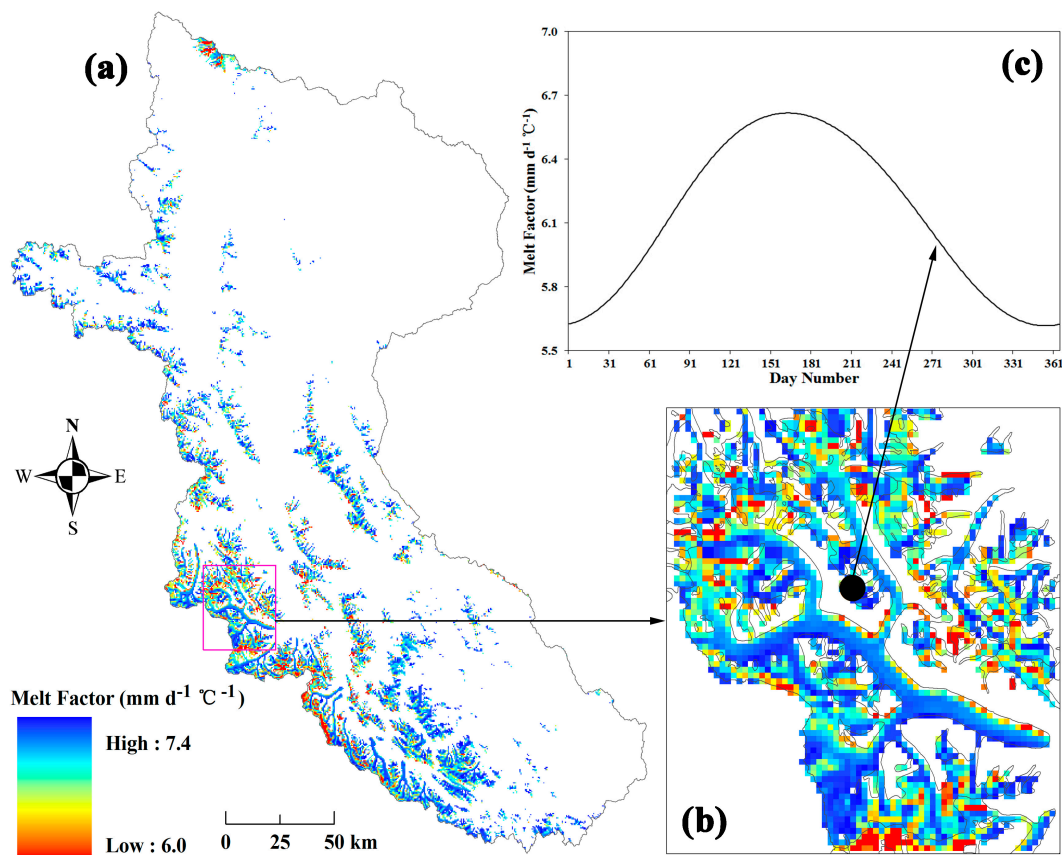 (a)
N
W E
S
Melt Factor (mm d⁻¹ ℃ ⁻¹)
High : 7.4
Low : 6.0
0 25 50 km
(c)
Melt Factor (mm d⁻¹ ℃⁻¹)
7.0
6.7
6.4
6.1
5.8
5.5
1 31 61 91 121 151 181 211 241 271 301 331 361
Day Number
(b)